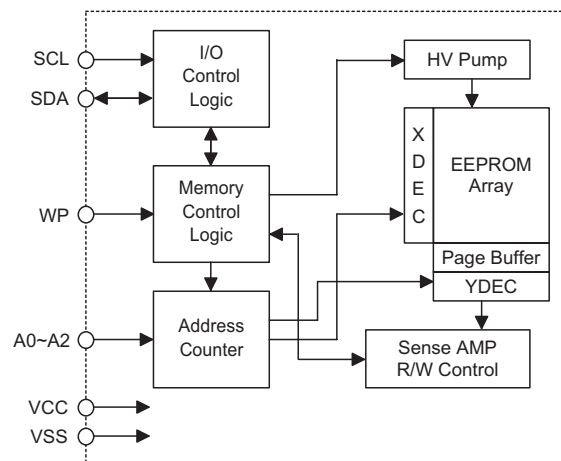 SCL
SDA
WP
A0~A2
VCC
VSS
I/O
Control
Logic
Memory
Control
Logic
Address
Counter
HV Pump
X
D
E
C
EEPROM
Array
Page Buffer
YDEC
Sense AMP
R/W Control